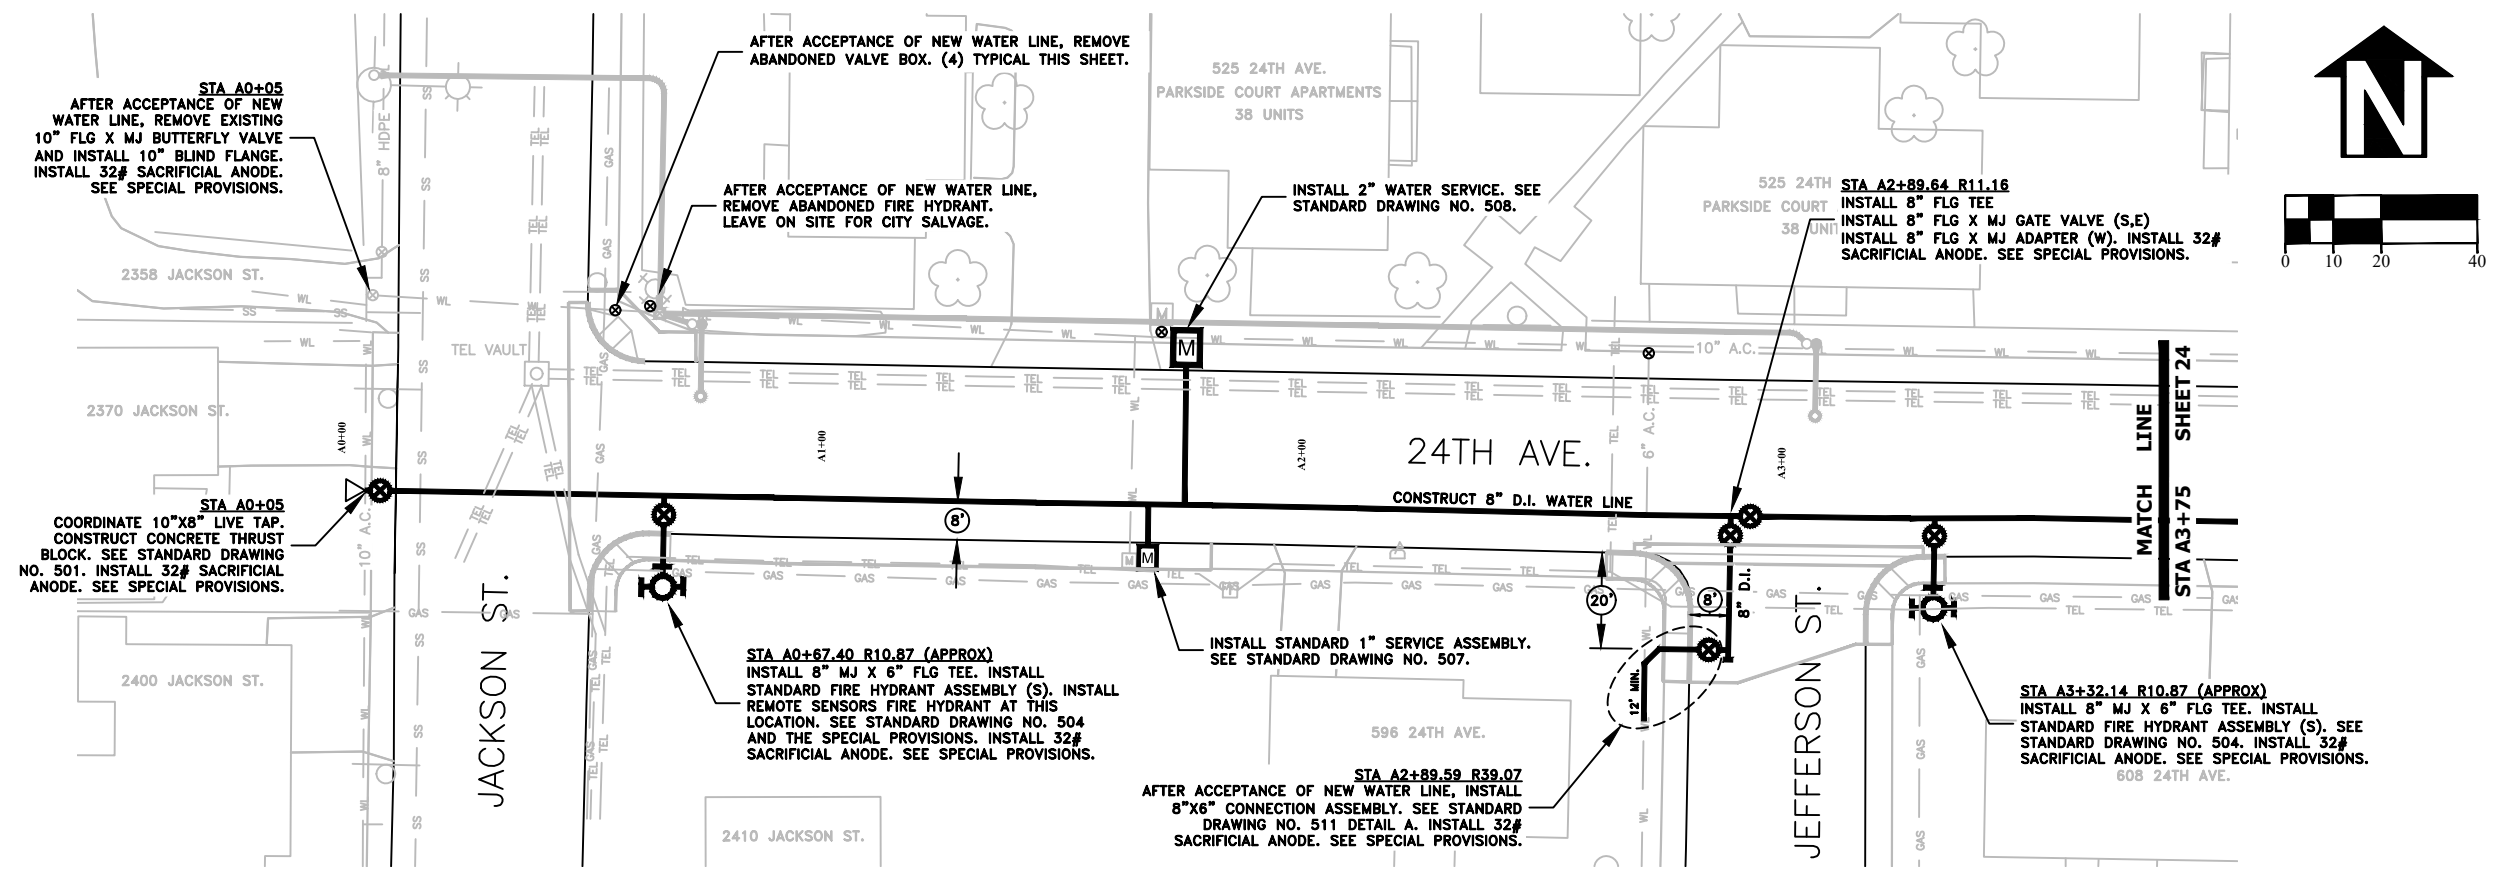 AFTER ACCEPTANCE OF NEW WATER LINE, REMOVE
ABANDONED VALVE BOX. (4) TYPICAL THIS SHEET.
STA A0+05
AFTER ACCEPTANCE OF NEW
WATER LINE, REMOVE EXISTING
10" FLG X MJ BUTTERFLY VALVE
AND INSTALL 10" BLIND FLANGE.
INSTALL 32# SACRIFICIAL ANODE.
SEE SPECIAL PROVISIONS.
8" HDPE
525 24TH AVE.
PARKSIDE COURT APARTMENTS
38 UNITS
AFTER ACCEPTANCE OF NEW WATER LINE,
REMOVE ABANDONED FIRE HYDRANT.
LEAVE ON SITE FOR CITY SALVAGE.
INSTALL 2" WATER SERVICE. SEE
STANDARD DRAWING NO. 508.
525 24TH
PARKSIDE COURT
38 UNIT
STA A2+89.64 R11.16
INSTALL 8" FLG TEE
INSTALL 8" FLG X MJ GATE VALVE (S,E)
INSTALL 8" FLG X MJ ADAPTER (W). INSTALL 32#
SACRIFICIAL ANODE. SEE SPECIAL PROVISIONS.
N
0 10 20 40
2358 JACKSON ST.
TEL VAULT
M
M
10" A.C.
2370 JACKSON ST.
A0+00
A1+00
A2+00
A3+00
6" A.C.
24TH AVE.
CONSTRUCT 8" D.I. WATER LINE
MATCH LINE
STA A3+75 SHEET 24
STA A0+05
COORDINATE 10"X8" LIVE TAP.
CONSTRUCT CONCRETE THRUST
BLOCK. SEE STANDARD DRAWING
NO. 501. INSTALL 32# SACRIFICIAL
ANODE. SEE SPECIAL PROVISIONS.
10" A.C.
8'
M
M
20'
8'
8" D.I.
12' MIN.
JACKSON ST.
JEFFERSON ST.
INSTALL STANDARD 1" SERVICE ASSEMBLY.
SEE STANDARD DRAWING NO. 507.
STA A0+67.40 R10.87 (APPROX)
INSTALL 8" MJ X 6" FLG TEE. INSTALL
STANDARD FIRE HYDRANT ASSEMBLY (S). INSTALL
REMOTE SENSORS FIRE HYDRANT AT THIS
LOCATION. SEE STANDARD DRAWING NO. 504
AND THE SPECIAL PROVISIONS. INSTALL 32#
SACRIFICIAL ANODE. SEE SPECIAL PROVISIONS.
2400 JACKSON ST.
596 24TH AVE.
STA A3+32.14 R10.87 (APPROX)
INSTALL 8" MJ X 6" FLG TEE. INSTALL
STANDARD FIRE HYDRANT ASSEMBLY (S). SEE
STANDARD DRAWING NO. 504. INSTALL 32#
SACRIFICIAL ANODE. SEE SPECIAL PROVISIONS.
608 24TH AVE.
STA A2+89.59 R39.07
AFTER ACCEPTANCE OF NEW WATER LINE, INSTALL
8"X6" CONNECTION ASSEMBLY. SEE STANDARD
DRAWING NO. 511 DETAIL A. INSTALL 32#
SACRIFICIAL ANODE. SEE SPECIAL PROVISIONS.
2410 JACKSON ST.
SS
WL
GAS
TEL